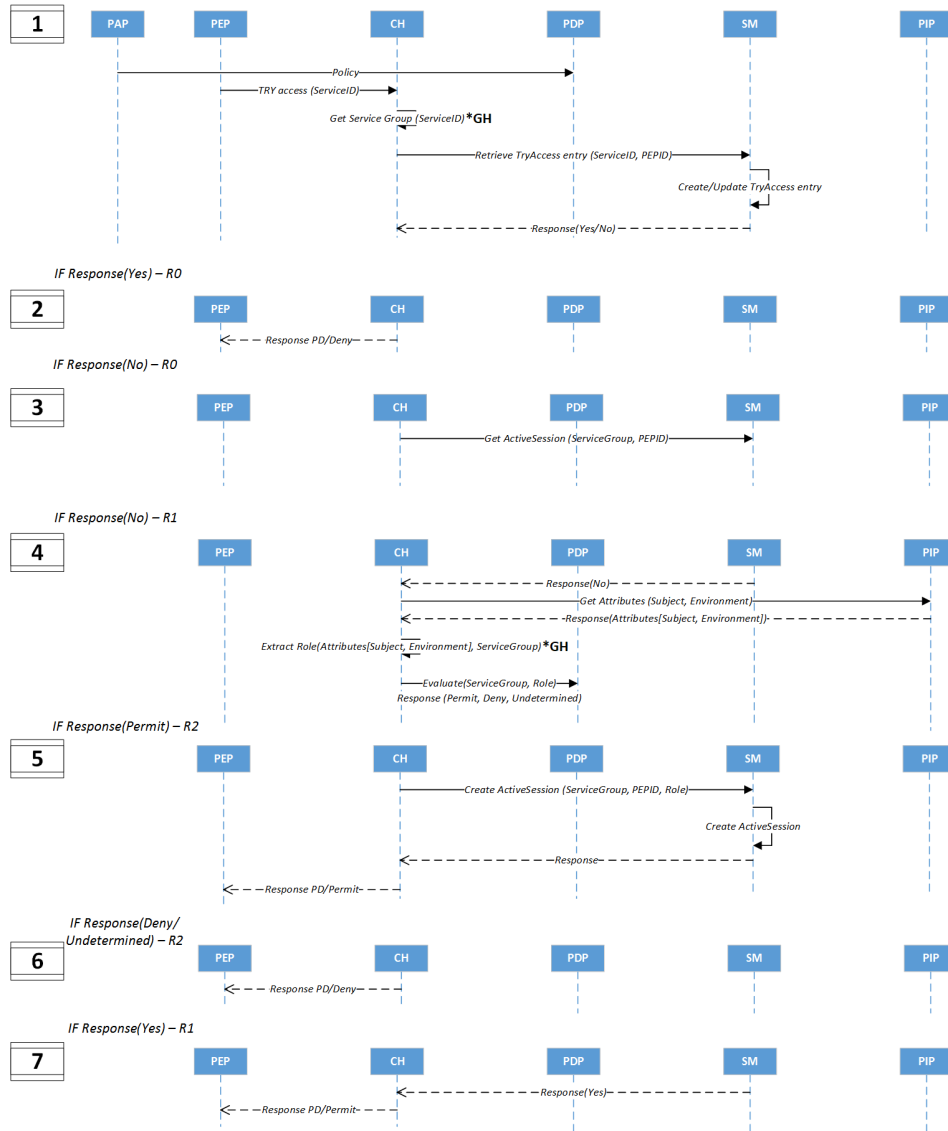 1
PAP PEP CH PDP SM PIP
Policy
TRY access (ServiceID)
Get Service Group (ServiceID) *GH
Retrieve TryAccess entry (ServiceID, PEPID)
Create/Update TryAccess entry
Response(Yes/No)
IF Response(Yes) – R0
2
PEP CH PDP SM PIP
Response PD/Deny
IF Response(No) – R0
3
PEP CH PDP SM PIP
Get ActiveSession (ServiceGroup, PEPID)
IF Response(No) – R1
4
PEP CH PDP SM PIP
Response(No)
Get Attributes (Subject, Environment)
Response(Attributes[Subject, Environment])
Extract Role(Attributes[Subject, Environment], ServiceGroup) *GH
Evaluate(ServiceGroup, Role)
Response (Permit, Deny, Undetermined)
IF Response(Permit) – R2
5
PEP CH PDP SM PIP
Create ActiveSession (ServiceGroup, PEPID, Role)
Create ActiveSession
Response
Response PD/Permit
IF Response(Deny/
Undetermined) – R2
6
PEP CH PDP SM PIP
Response PD/Deny
IF Response(Yes) – R1
7
PEP CH PDP SM PIP
Response(Yes)
Response PD/Permit